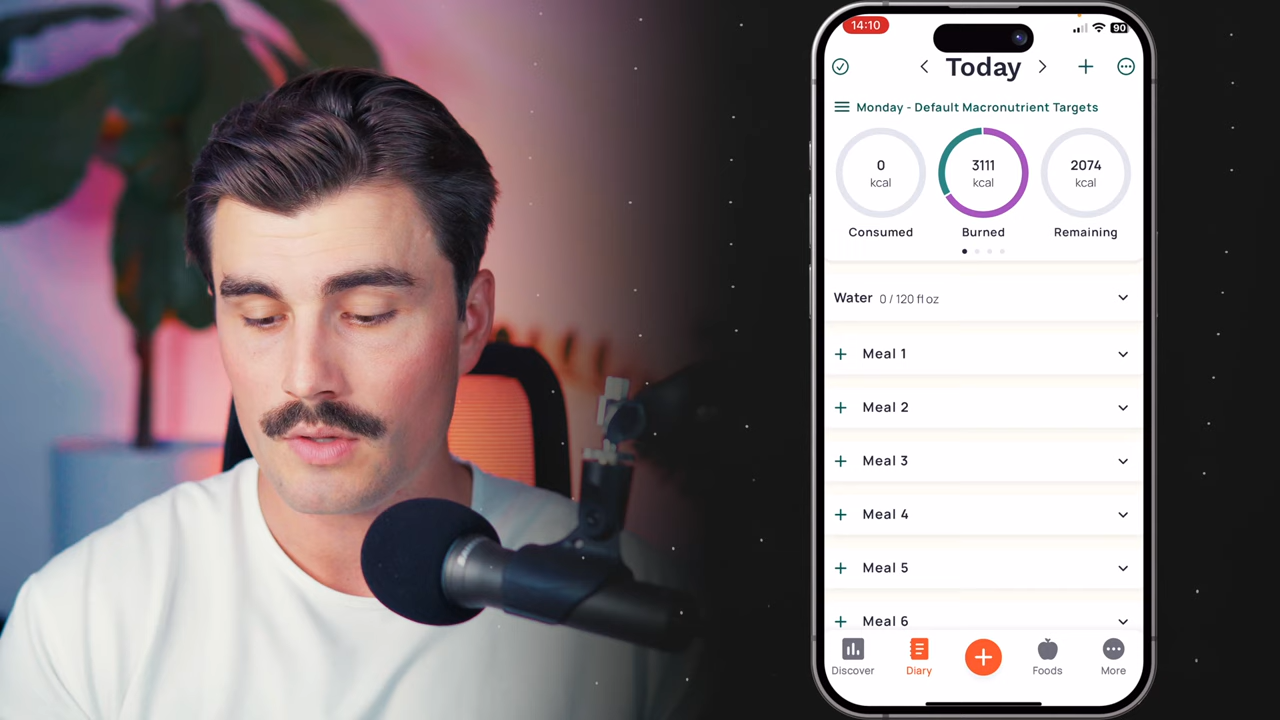 14:10
90
Today
Monday - Default Macronutrient Targets
0
kcal
3111
kcal
2074
kcal
Consumed
Burned
Remaining
Water 0 / 120 fl oz
Meal 1
Meal 2
Meal 3
Meal 4
Meal 5
Meal 6
Discover
Diary
Foods
More